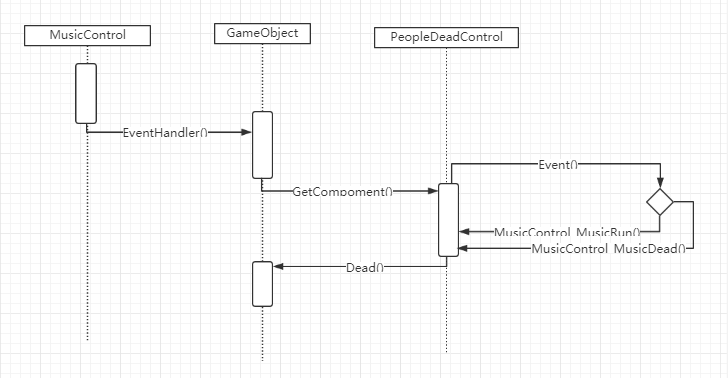 MusicControl
GameObject
PeopleDeadControl
EventHandler()
Event()
GetCompoment()
MusicControl_MusicRun()
MusicControl_MusicDead()
Dead()